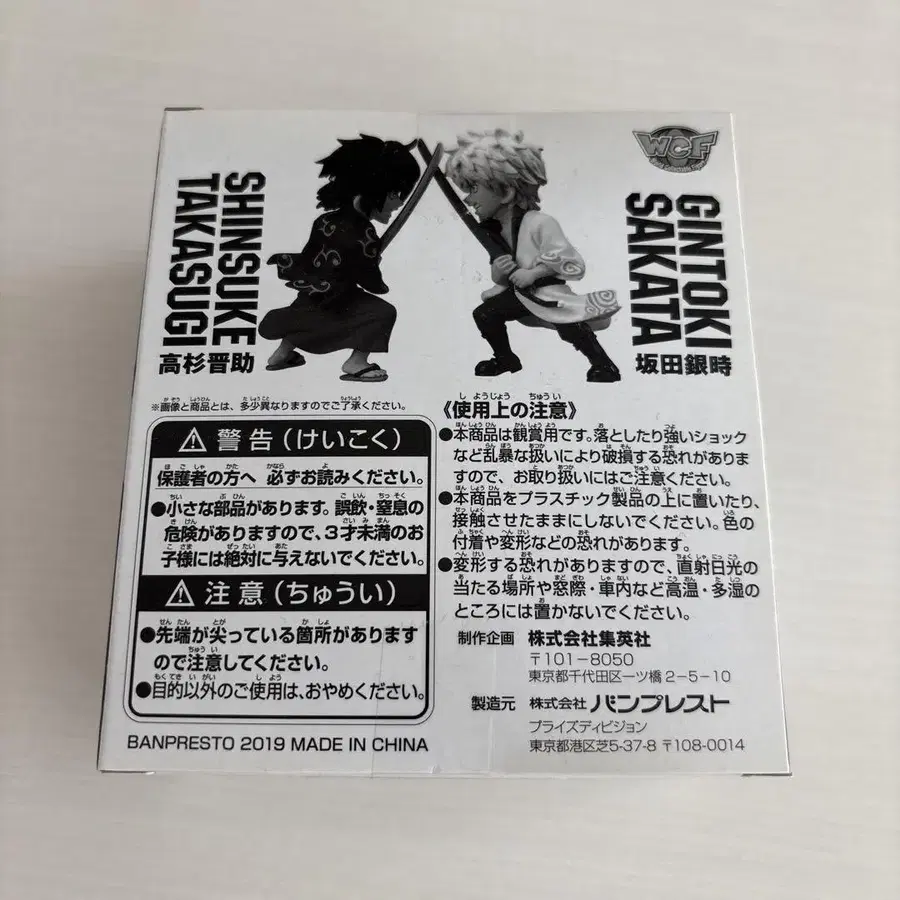 WCF
SHINSUKE
TAKASUGI
高杉晋助
GINTOKI
SAKATA
坂田銀時
※画像と商品とは、多少異なりますのでご了承ください。
警告(けいこく)
保護者の方へ 必ずお読みください。
●小さな部品があります。誤飲・窒息の
危険がありますので、3才未満のお
子様には絶対に与えないでください。
注意(ちゅうい)
●先端が尖っている箇所があります
ので注意してください。
●目的以外のご使用は、おやめください。
BANPRESTO 2019 MADE IN CHINA
《使用上の注意》
●本商品は観賞用です。落としたり強いショック
など乱暴な扱いにより破損する恐れがありま
すので、お取り扱いにはご注意ください。
●本商品をプラスチック製品の上に置いたり、
接触させたままにしないでください。色の
付着や変形などの恐れがあります。
●変形する恐れがありますので、直射日光の
当たる場所や窓際・車内など高温・多湿の
ところには置かないでください。
制作企画 株式会社集英社
〒101-8050
東京都千代田区一ツ橋2-5-10
製造元 株式会社 バンプレスト
プライズディビジョン
東京都港区芝5-37-8 〒108-0014